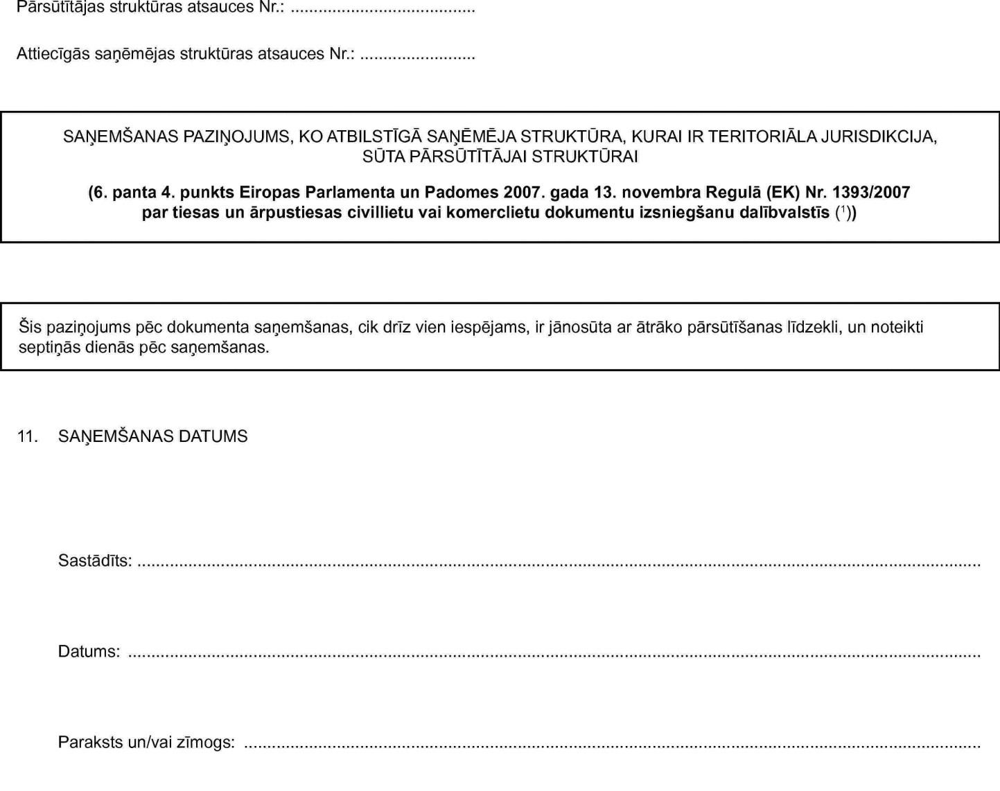 Pārsūtītājas struktūras atsauces Nr.: ........................................
Attiecīgās saņēmējas struktūras atsauces Nr.: .........................
SAŅEMŠANAS PAZIŅOJUMS, KO ATBILSTĪGĀ SAŅĒMĒJA STRUKTŪRA, KURAI IR TERITORIĀLA JURISDIKCIJA,
SŪTA PĀRSŪTĪTĀJAI STRUKTŪRAI
(6. panta 4. punkts Eiropas Parlamenta un Padomes 2007. gada 13. novembra Regulā (EK) Nr. 1393/2007
par tiesas un ārpustiesas civillietu vai komerclietu dokumentu izsniegšanu dalībvalstīs (¹))
Šis paziņojums pēc dokumenta saņemšanas, cik drīz vien iespējams, ir jānosūta ar ātrāko pārsūtīšanas līdzekli, un noteikti
septiņās dienās pēc saņemšanas.
11. SAŅEMŠANAS DATUMS
Sastādīts: ........................................................................................................................
Datums: ........................................................................................................................
Paraksts un/vai zīmogs: ........................................................................................................................